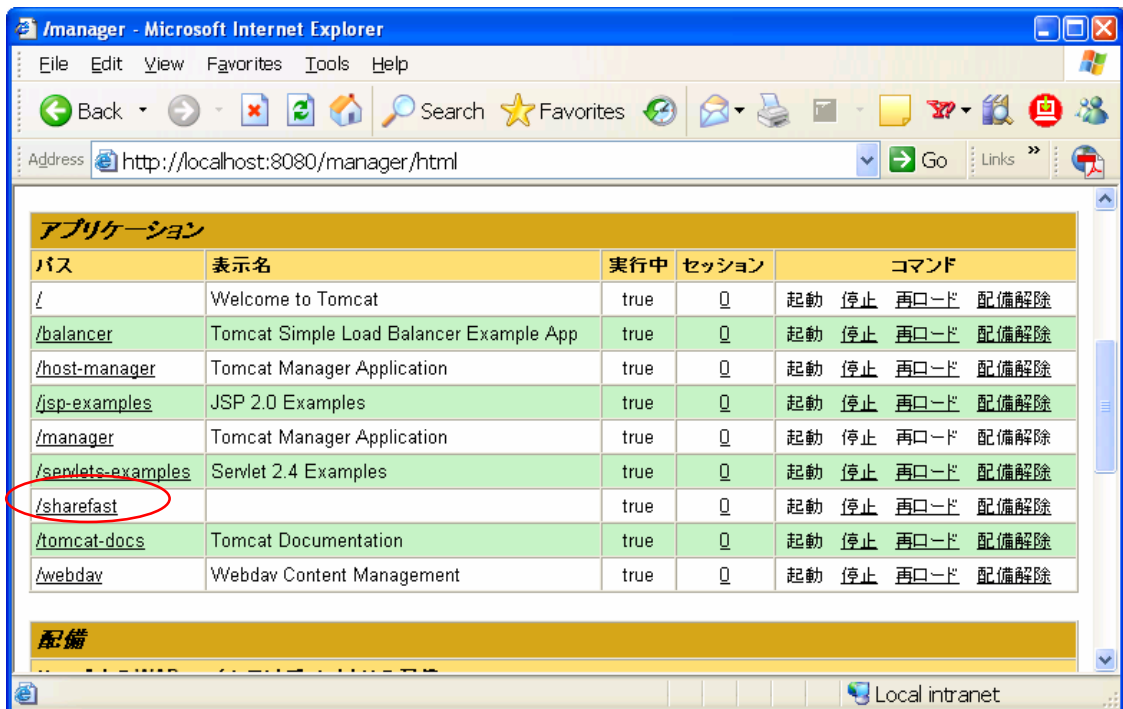 /manager - Microsoft Internet Explorer
File Edit View Favorites Tools Help
Back Search Favorites
Address http://localhost:8080/manager/html Go Links »
アプリケーション
パス 表示名 実行中 セッション コマンド
/ Welcome to Tomcat true 0 起動 停止 再ロード 配備解除
/balancer Tomcat Simple Load Balancer Example App true 0 起動 停止 再ロード 配備解除
/host-manager Tomcat Manager Application true 0 起動 停止 再ロード 配備解除
/jsp-examples JSP 2.0 Examples true 0 起動 停止 再ロード 配備解除
/manager Tomcat Manager Application true 0 起動 停止 再ロード 配備解除
/servlets-examples Servlet 2.4 Examples true 0 起動 停止 再ロード 配備解除
/sharefast true 0 起動 停止 再ロード 配備解除
/tomcat-docs Tomcat Documentation true 0 起動 停止 再ロード 配備解除
/webdav Webdav Content Management true 0 起動 停止 再ロード 配備解除
配備
Local intranet